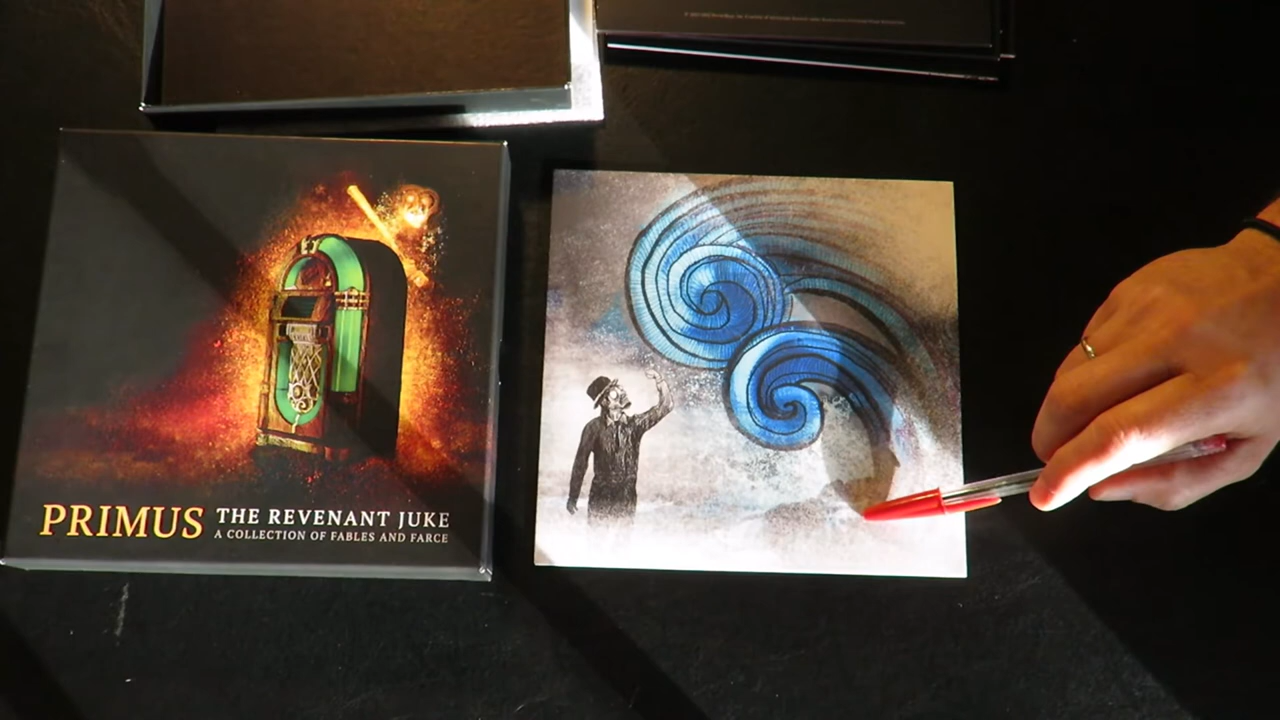 PRIMUS THE REVENANT JUKE
A COLLECTION OF FABLES AND FARCE